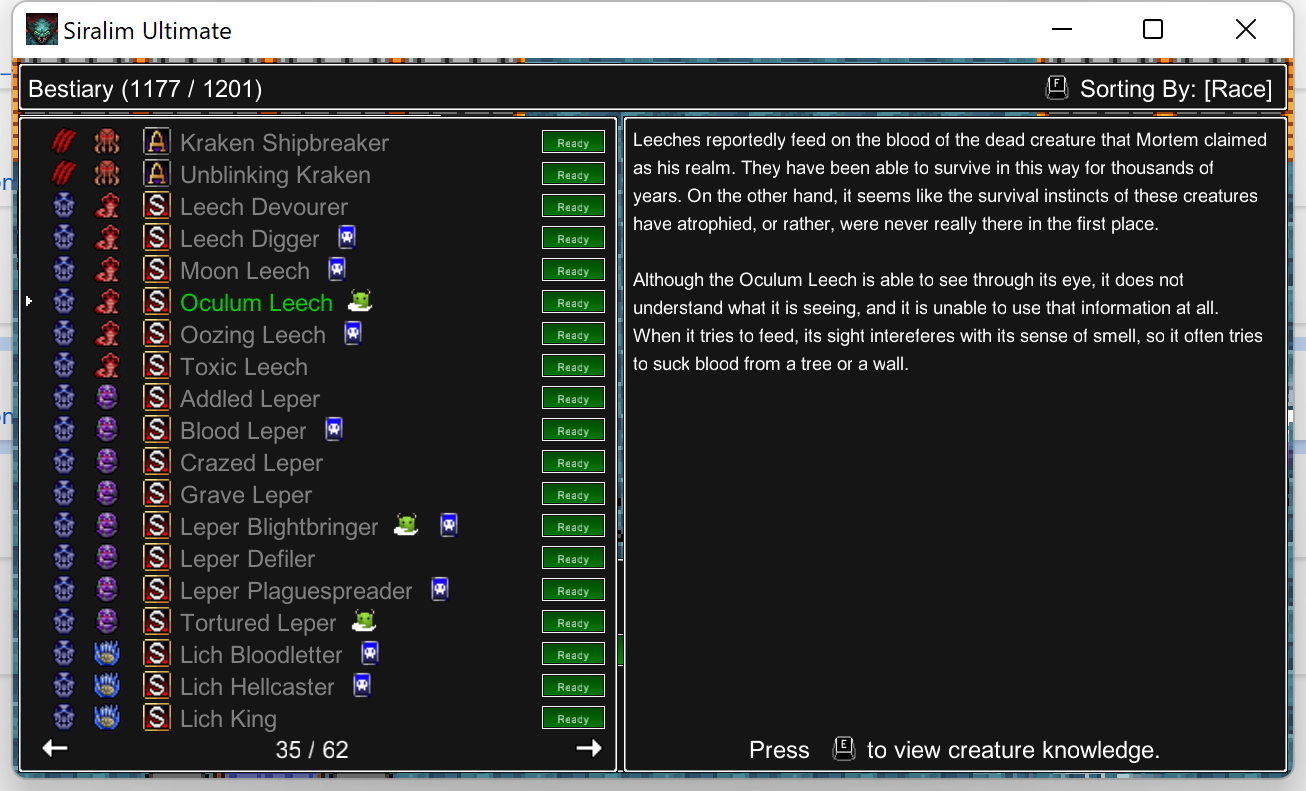 Siralim Ultimate
Bestiary (1177 / 1201)
F Sorting By: [Race]
A Kraken Shipbreaker Ready
A Unblinking Kraken Ready
S Leech Devourer Ready
S Leech Digger Ready
S Moon Leech Ready
S Oculum Leech Ready
S Oozing Leech Ready
S Toxic Leech Ready
S Addled Leper Ready
S Blood Leper Ready
S Crazed Leper Ready
S Grave Leper Ready
S Leper Blightbringer Ready
S Leper Defiler Ready
S Leper Plaguespreader Ready
S Tortured Leper Ready
S Lich Bloodletter Ready
S Lich Hellcaster Ready
S Lich King Ready
35 / 62
Leeches reportedly feed on the blood of the dead creature that Mortem claimed
as his realm. They have been able to survive in this way for thousands of
years. On the other hand, it seems like the survival instincts of these creatures
have atrophied, or rather, were never really there in the first place.
Although the Oculum Leech is able to see through its eye, it does not
understand what it is seeing, and it is unable to use that information at all.
When it tries to feed, its sight intereferes with its sense of smell, so it often tries
to suck blood from a tree or a wall.
Press E to view creature knowledge.